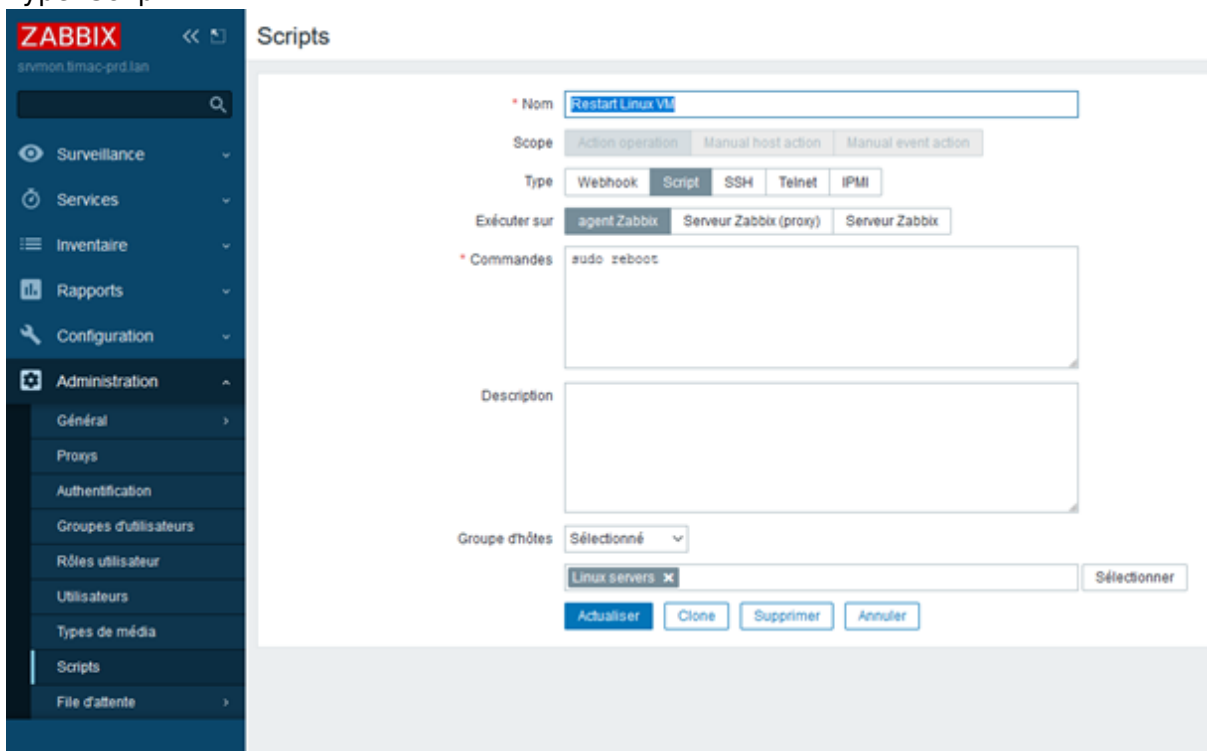 ZABBIX
Scripts
srvmon.timac-prd.lan
* Nom Restart Linux VM
Scope Action operation Manual host action Manual event action
Surveillance
Type Webhook Script SSH Telnet IPMI
Services
Exécuter sur agent Zabbix Serveur Zabbix (proxy) Serveur Zabbix
Inventaire
* Commandes sudo reboot
Rapports
Configuration
Administration
Description
Général
Proxys
Authentification
Groupes d'utilisateurs
Groupe d'hôtes Sélectionné
Rôles utilisateur
Linux servers Sélectionner
Utilisateurs
Actualiser Clone Supprimer Annuler
Types de média
Scripts
File d'attente